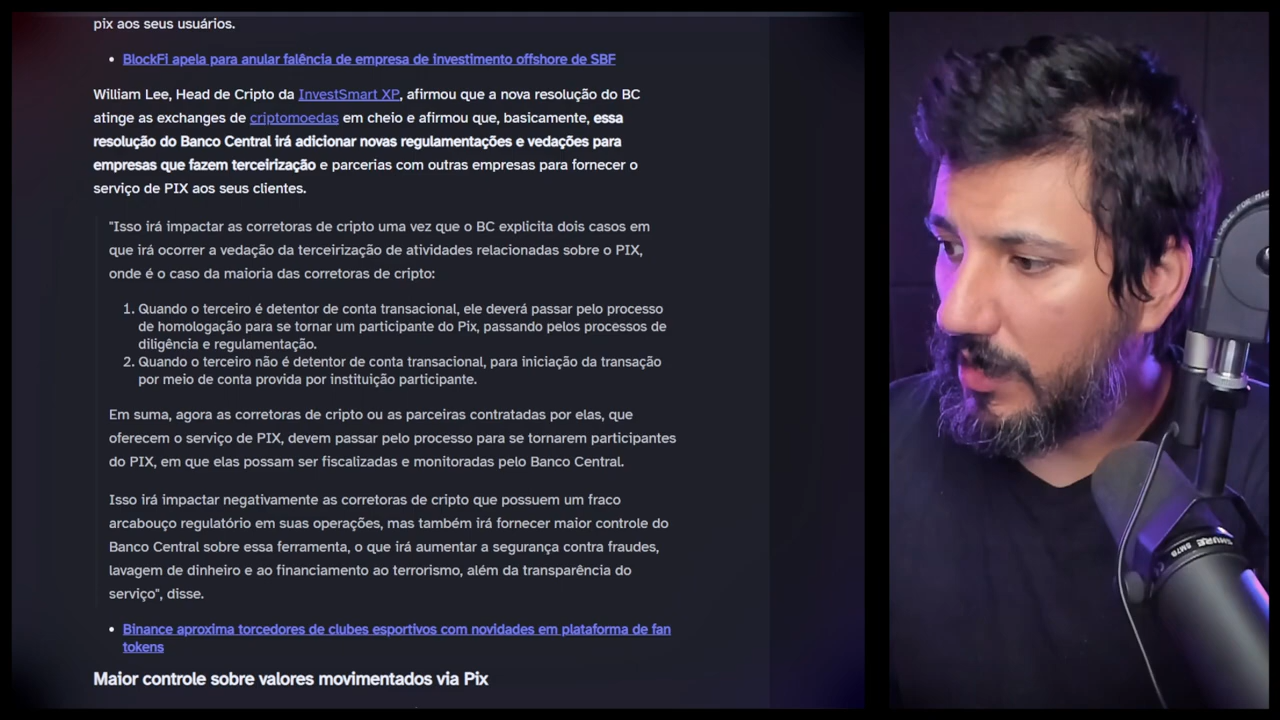 pix aos seus usuários.
• BlockFi apela para anular falência de empresa de investimento offshore de SBF
William Lee, Head de Cripto da InvestSmart XP, afirmou que a nova resolução do BC
atinge as exchanges de criptomoedas em cheio e afirmou que, basicamente, essa
resolução do Banco Central irá adicionar novas regulamentações e vedações para
empresas que fazem terceirização e parcerias com outras empresas para fornecer o
serviço de PIX aos seus clientes.
"Isso irá impactar as corretoras de cripto uma vez que o BC explicita dois casos em
que irá ocorrer a vedação da terceirização de atividades relacionadas sobre o PIX,
onde é o caso da maioria das corretoras de cripto:
1. Quando o terceiro é detentor de conta transacional, ele deverá passar pelo processo
de homologação para se tornar um participante do Pix, passando pelos processos de
diligência e regulamentação.
2. Quando o terceiro não é detentor de conta transacional, para iniciação da transação
por meio de conta provida por instituição participante.
Em suma, agora as corretoras de cripto ou as parceiras contratadas por elas, que
oferecem o serviço de PIX, devem passar pelo processo para se tornarem participantes
do PIX, em que elas possam ser fiscalizadas e monitoradas pelo Banco Central.
Isso irá impactar negativamente as corretoras de cripto que possuem um fraco
arcabouço regulatório em suas operações, mas também irá fornecer maior controle do
Banco Central sobre essa ferramenta, o que irá aumentar a segurança contra fraudes,
lavagem de dinheiro e ao financiamento ao terrorismo, além da transparência do
serviço", disse.
• Binance aproxima torcedores de clubes esportivos com novidades em plataforma de fan
tokens
Maior controle sobre valores movimentados via Pix
SHURE SM7B